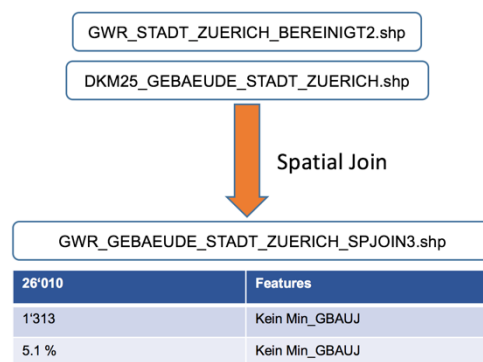 GWR_STADT_ZUERICH_BEREINIGT2.shp
DKM25_GEBAEUDE_STADT_ZUERICH.shp
Spatial Join
GWR_GEBAEUDE_STADT_ZUERICH_SPJOIN3.shp
26‘010 Features
1‘313 Kein Min_GBAUJ
5.1 % Kein Min_GBAUJ